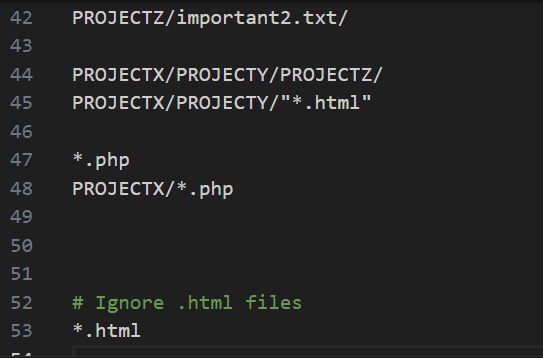 42 PROJECTZ/important2.txt/
43
44 PROJECTX/PROJECTY/PROJECTZ/
45 PROJECTX/PROJECTY/"*.html"
46
47 *.php
48 PROJECTX/*.php
49
50
51
52 # Ignore .html files
53 *.html
54